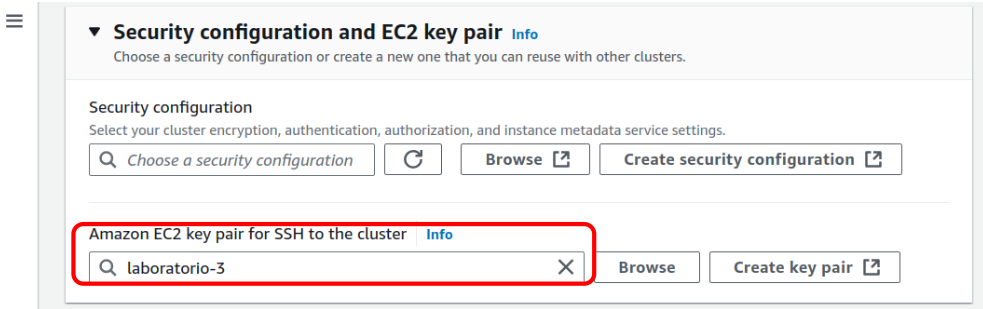 Security configuration and EC2 key pair Info
Choose a security configuration or create a new one that you can reuse with other clusters.
Security configuration
Select your cluster encryption, authentication, authorization, and instance metadata service settings.
Choose a security configuration Browse Create security configuration
Amazon EC2 key pair for SSH to the cluster Info
laboratorio-3 Browse Create key pair